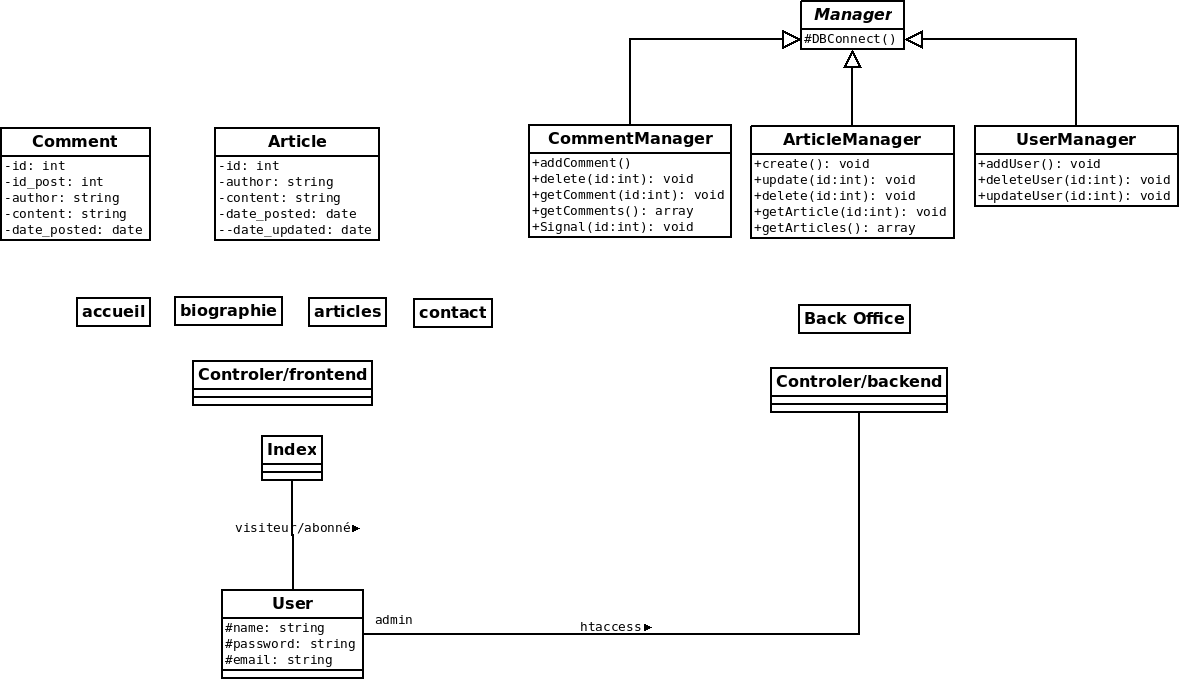 Manager
#DBConnect()
Comment
-id: int
-id_post: int
-author: string
-content: string
-date_posted: date
Article
-id: int
-author: string
-content: string
-date_posted: date
--date_updated: date
CommentManager
+addComment()
+delete(id:int): void
+getComment(id:int): void
+getComments(): array
+Signal(id:int): void
ArticleManager
+create(): void
+update(id:int): void
+delete(id:int): void
+getArticle(id:int): void
+getArticles(): array
UserManager
+addUser(): void
+deleteUser(id:int): void
+updateUser(id:int): void
accueil
biographie
articles
contact
Back Office
Controler/frontend
Controler/backend
Index
visiteur/abonné
User
#name: string
#password: string
#email: string
admin
htaccess